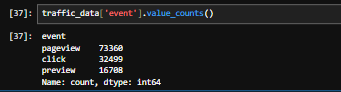 [37]: traffic_data['event'].value_counts()
[37]: event
pageview 73360
click 32499
preview 16708
Name: count, dtype: int64